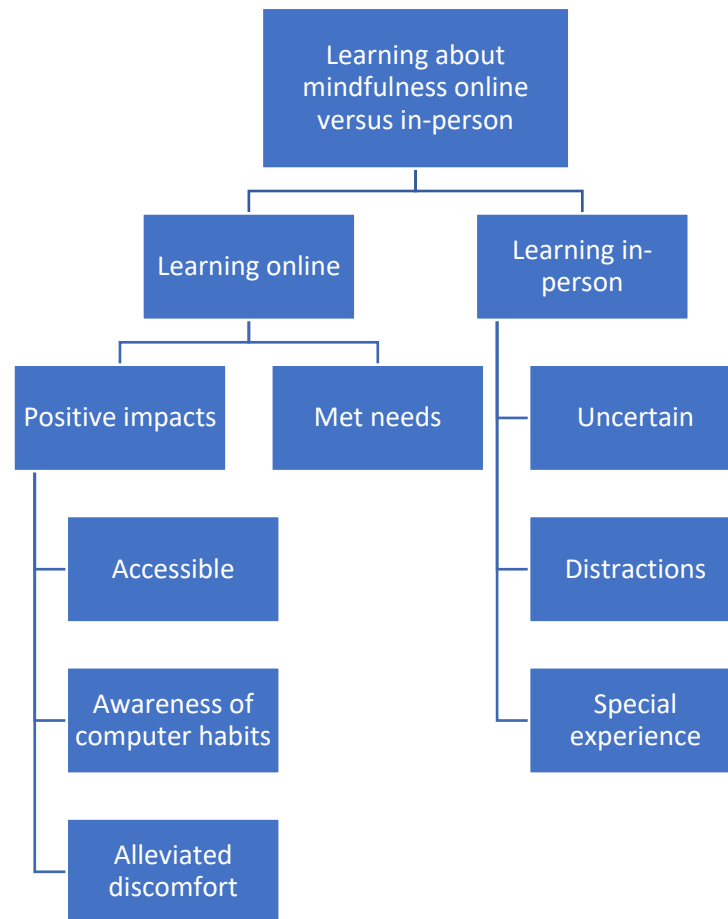 Learning about
mindfulness online
versus in-person
Learning online
Learning in-
person
Positive impacts
Met needs
Uncertain
Accessible
Distractions
Awareness of
computer habits
Special
experience
Alleviated
discomfort